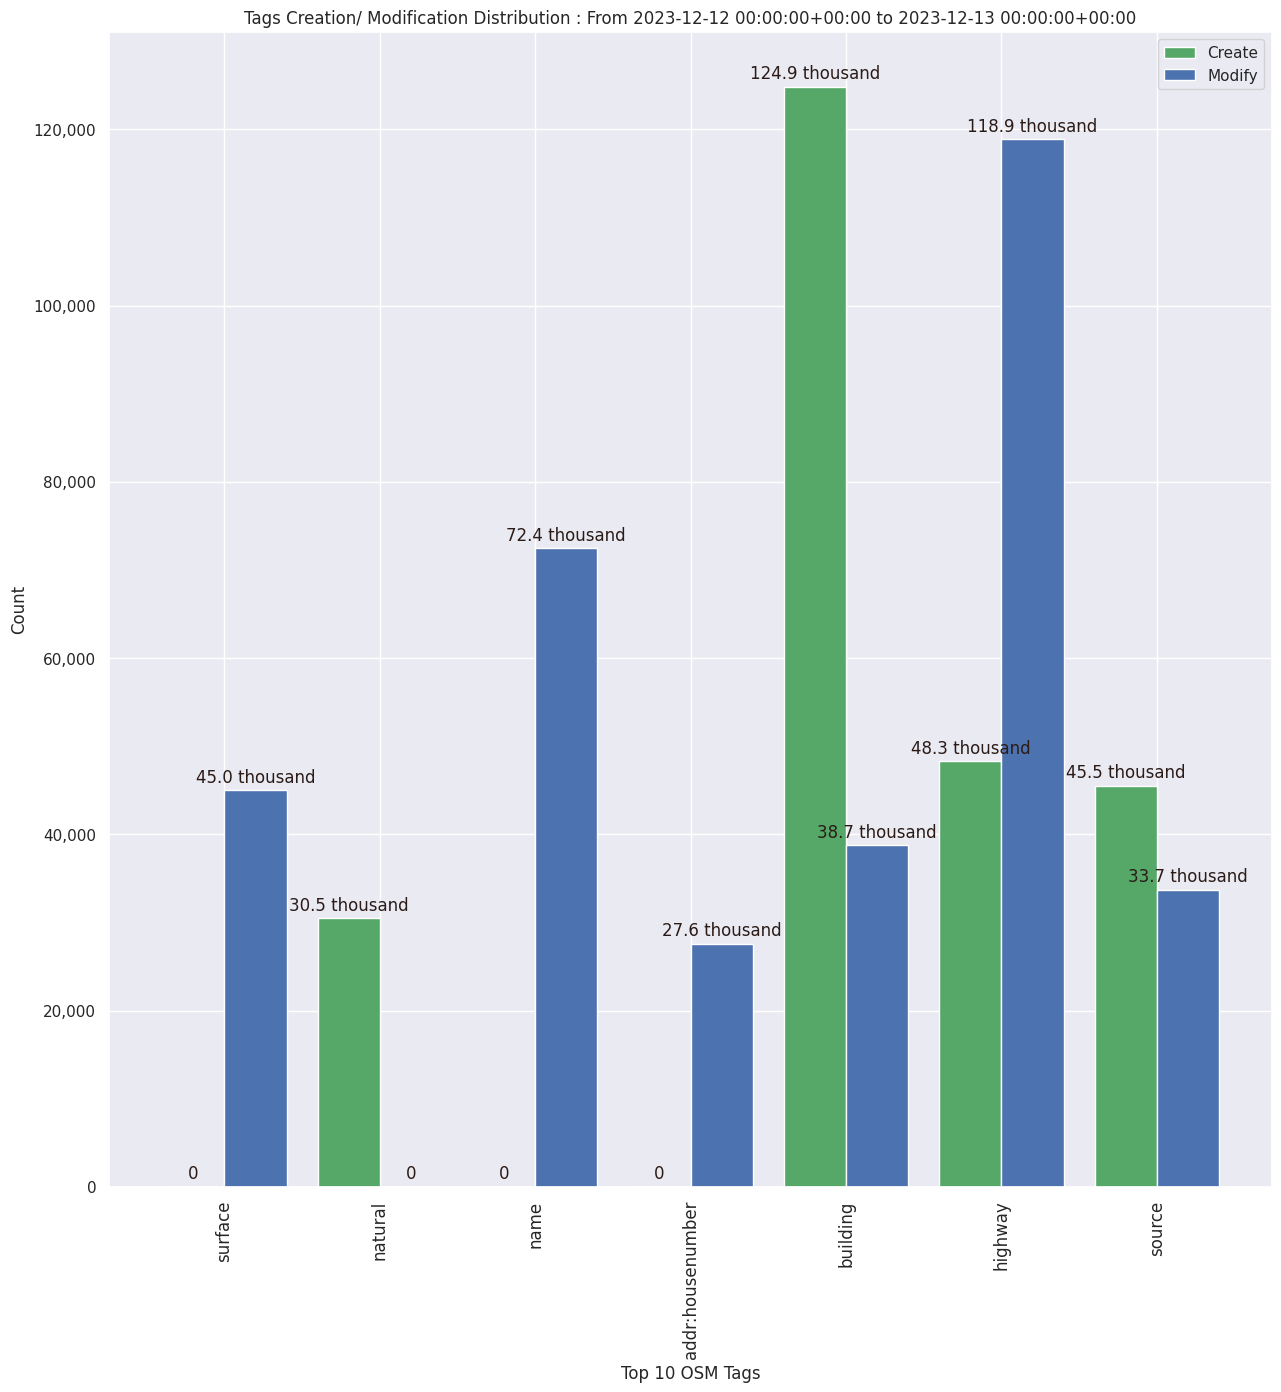 Tags Creation/ Modification Distribution : From 2023-12-12 00:00:00+00:00 to 2023-12-13 00:00:00+00:00
Create
Modify
124.9 thousand
118.9 thousand
72.4 thousand
48.3 thousand
45.0 thousand
45.5 thousand
38.7 thousand
30.5 thousand
33.7 thousand
27.6 thousand
0
0
0
0
120,000
100,000
80,000
60,000
40,000
20,000
0
Count
surface
natural
name
addr:housenumber
building
highway
source
Top 10 OSM Tags